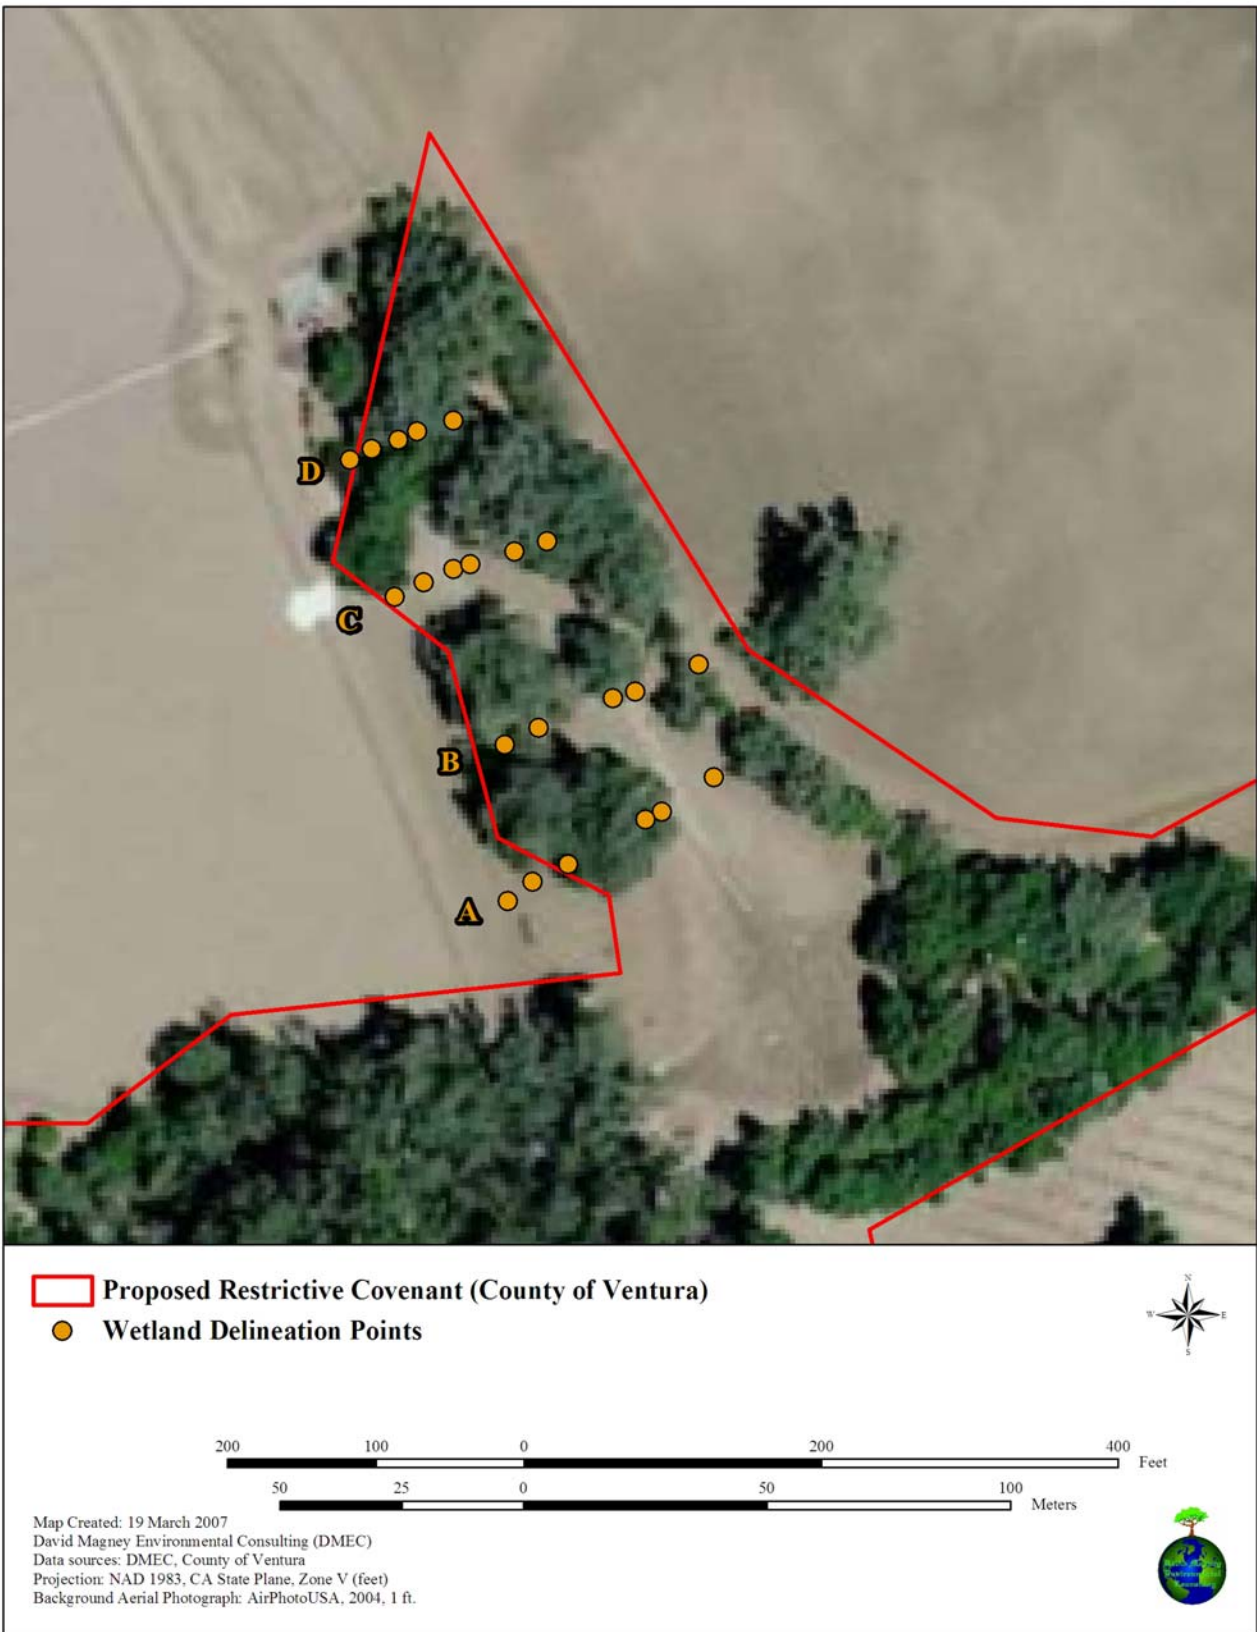 D
C
B
A
Proposed Restrictive Covenant (County of Ventura)
Wetland Delineation Points
N
W E
S
200 100 0 200 400 Feet
50 25 0 50 100 Meters
Map Created: 19 March 2007
David Magney Environmental Consulting (DMEC)
Data sources: DMEC, County of Ventura
Projection: NAD 1983, CA State Plane, Zone V (feet)
Background Aerial Photograph: AirPhotoUSA, 2004, 1 ft.